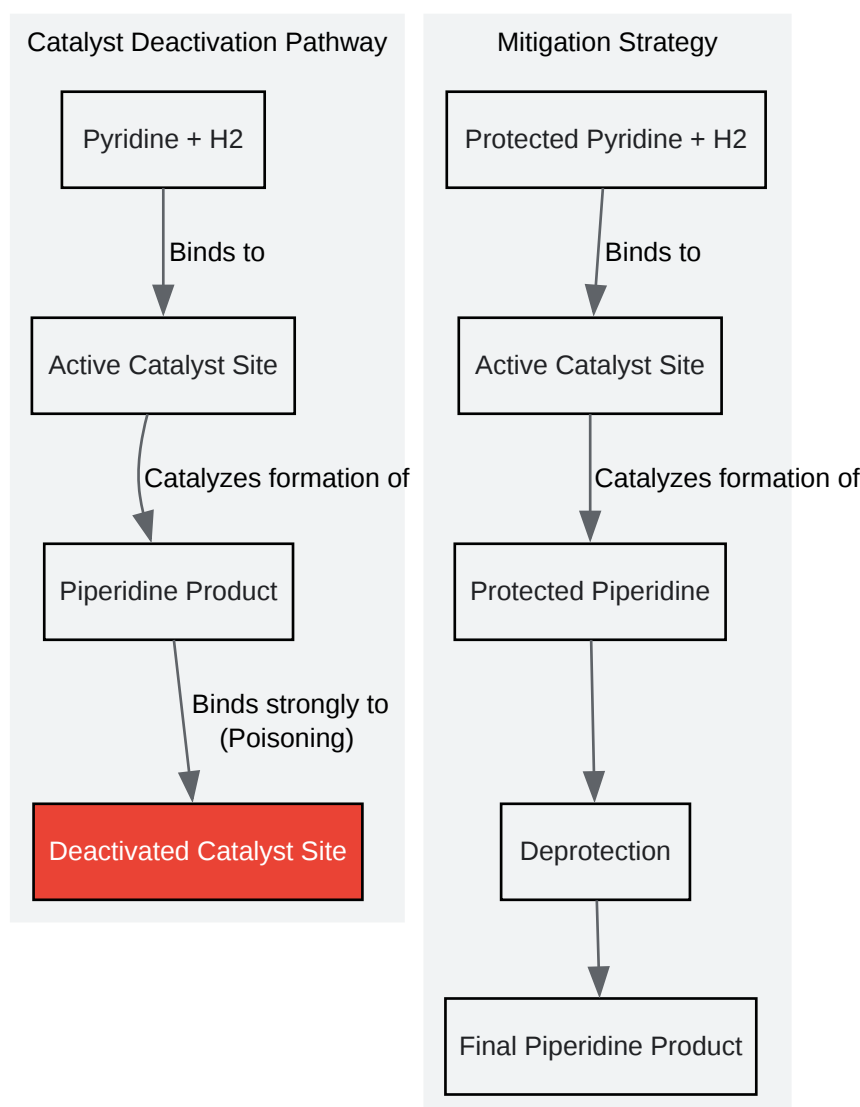 Catalyst Deactivation Pathway
Pyridine + H2
Binds to
Active Catalyst Site
Catalyzes formation of
Piperidine Product
Binds strongly to
(Poisoning)
Deactivated Catalyst Site
Mitigation Strategy
Protected Pyridine + H2
Binds to
Active Catalyst Site
Catalyzes formation of
Protected Piperidine
Deprotection
Final Piperidine Product